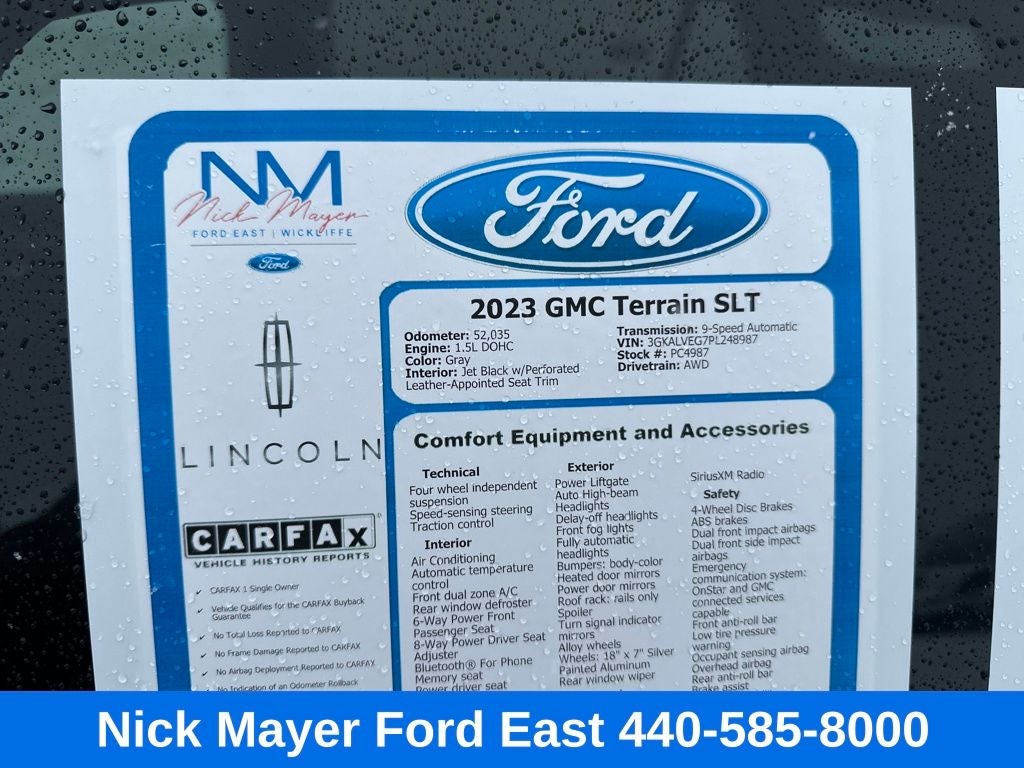 NM
Nick Mayer
FORD EAST | WICKLIFFE
Ford
Ford
LINCOLN
CARFAX
VEHICLE HISTORY REPORTS
✓ CARFAX 1 Single Owner
✓ Vehicle Qualifies for the CARFAX Buyback
Guarantee
✓ No Total Loss Reported to CARFAX
✓ No Frame Damage Reported to CARFAX
✓ No Airbag Deployment Reported to CARFAX
No Indication of an Odometer Rollback
2023 GMC Terrain SLT
Odometer: 52,035
Engine: 1.5L DOHC
Color: Gray
Interior: Jet Black w/Perforated
Leather-Appointed Seat Trim
Transmission: 9-Speed Automatic
VIN: 3GKALVEG7PL248987
Stock #: PC4987
Drivetrain: AWD
Comfort Equipment and Accessories
Technical
Four wheel independent
suspension
Speed-sensing steering
Traction control
Interior
Air Conditioning
Automatic temperature
control
Front dual zone A/C
Rear window defroster
6-Way Power Front
Passenger Seat
8-Way Power Driver Seat
Adjuster
Bluetooth® For Phone
Memory seat
Power driver seat
Exterior
Power Liftgate
Auto High-beam
Headlights
Delay-off headlights
Front fog lights
Fully automatic
headlights
Bumpers: body-color
Heated door mirrors
Power door mirrors
Roof rack: rails only
Spoiler
Turn signal indicator
mirrors
Alloy wheels
Wheels: 18" x 7" Silver
Painted Aluminum
Rear window wiper
SiriusXM Radio
Safety
4-Wheel Disc Brakes
ABS brakes
Dual front impact airbags
Dual front side impact
airbags
Emergency
communication system:
OnStar and GMC
connected services
capable
Front anti-roll bar
Low tire pressure
warning
Occupant sensing airbag
Overhead airbag
Rear anti-roll bar
Brake assist
Nick Mayer Ford East 440-585-8000